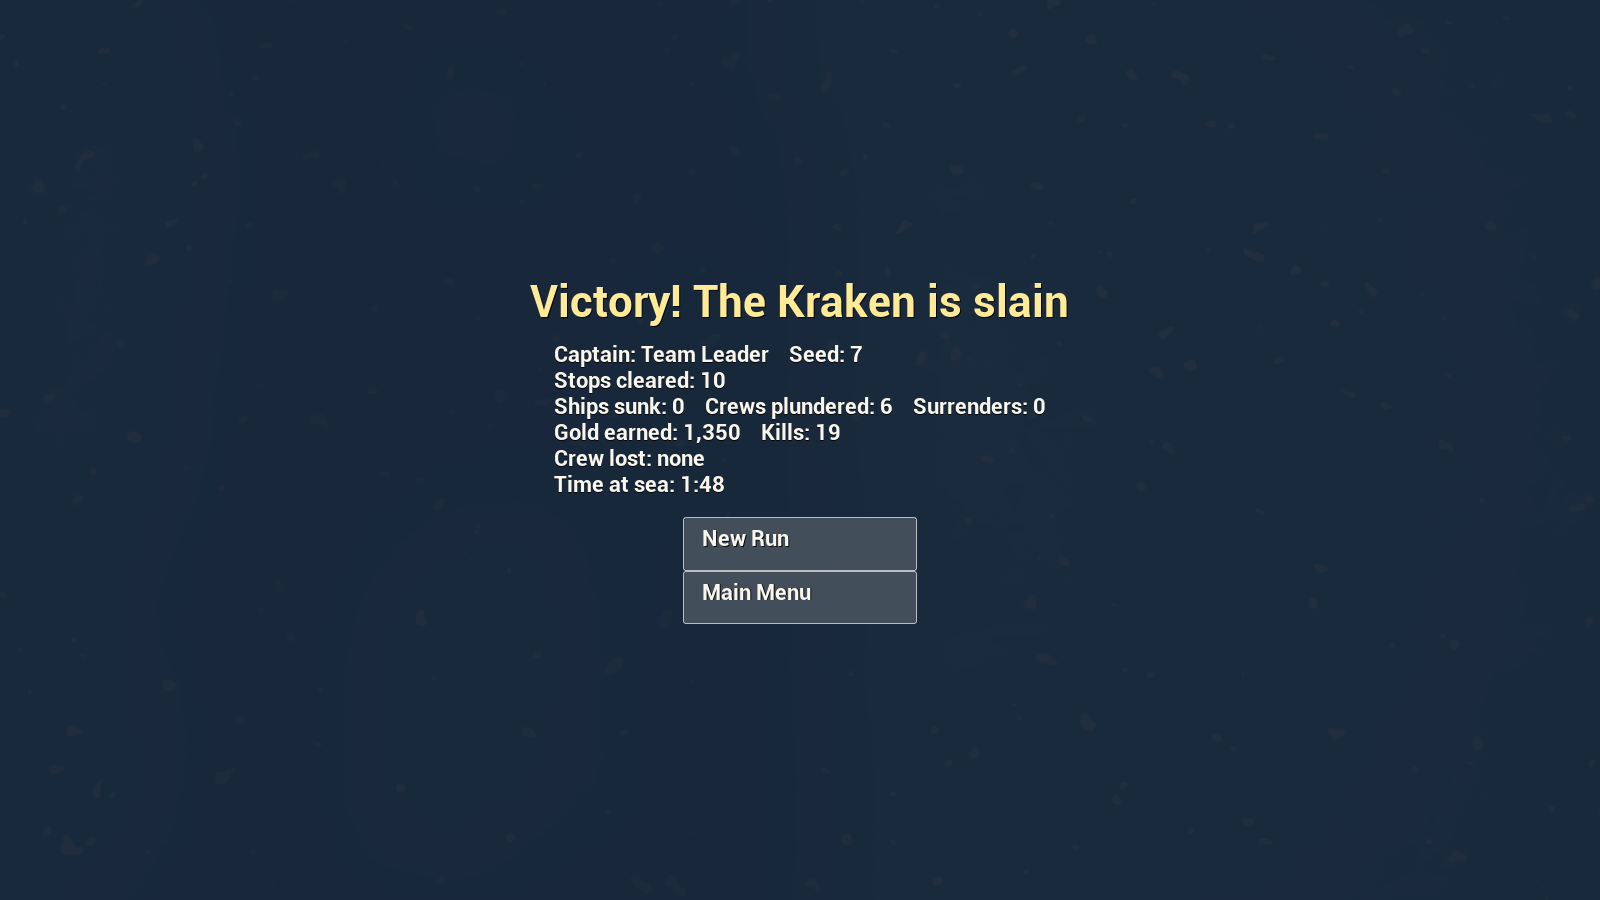 Victory! The Kraken is slain
Captain: Team Leader Seed: 7
Stops cleared: 10
Ships sunk: 0 Crews plundered: 6 Surrenders: 0
Gold earned: 1,350 Kills: 19
Crew lost: none
Time at sea: 1:48
New Run
Main Menu